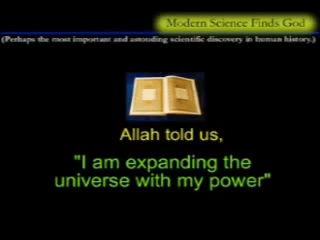 Modern Science Finds God
(Perhaps the most important and astouding scientific discovery in human history.)
Allah told us,
"I am expanding the
universe with my power"